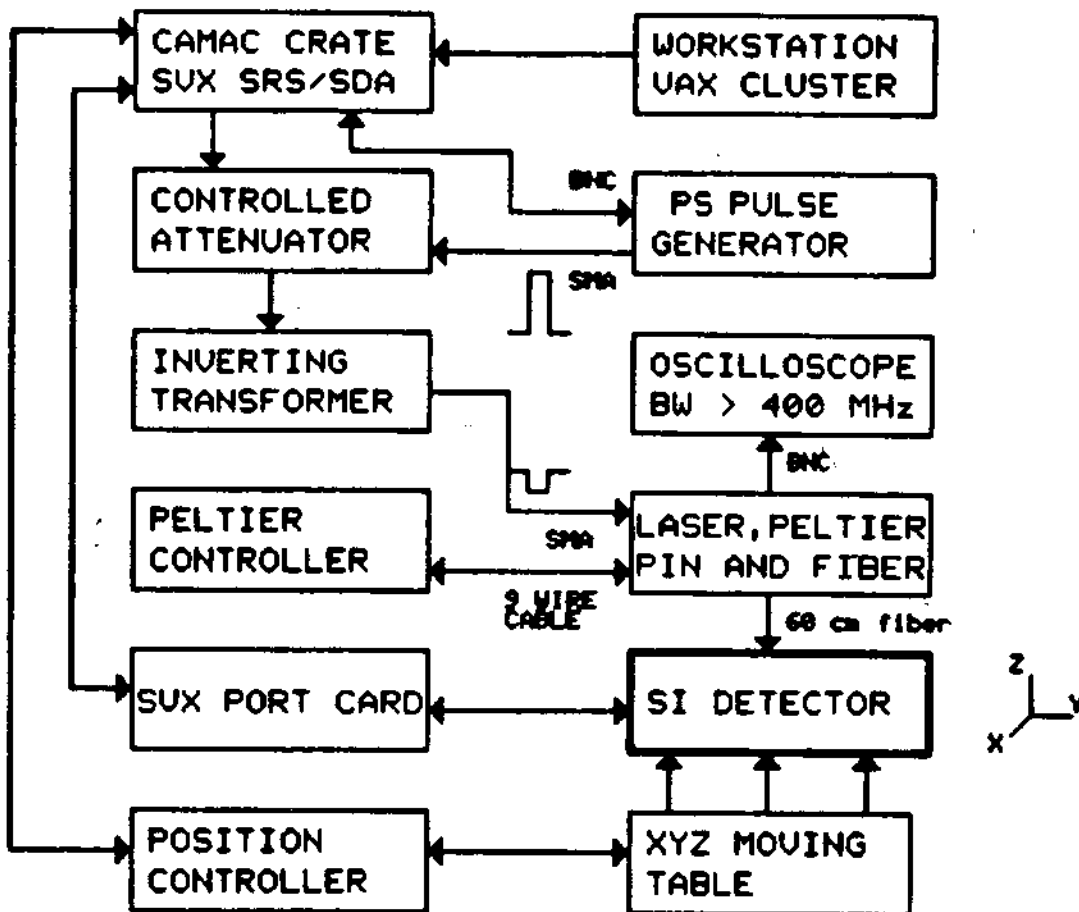 CAMAC CRATE
SVX SRS/SDA
WORKSTATION
VAX CLUSTER
CONTROLLED
ATTENUATOR
BNC
PS PULSE
GENERATOR
SMA
INVERTING
TRANSFORMER
OSCILLOSCOPE
BW > 400 MHz
BNC
PELTIER
CONTROLLER
SMA
LASER, PELTIER
PIN AND FIBER
9 WIRE
CABLE
60 cm fiber
SVX PORT CARD
SI DETECTOR
Z
Y
X
POSITION
CONTROLLER
XYZ MOVING
TABLE